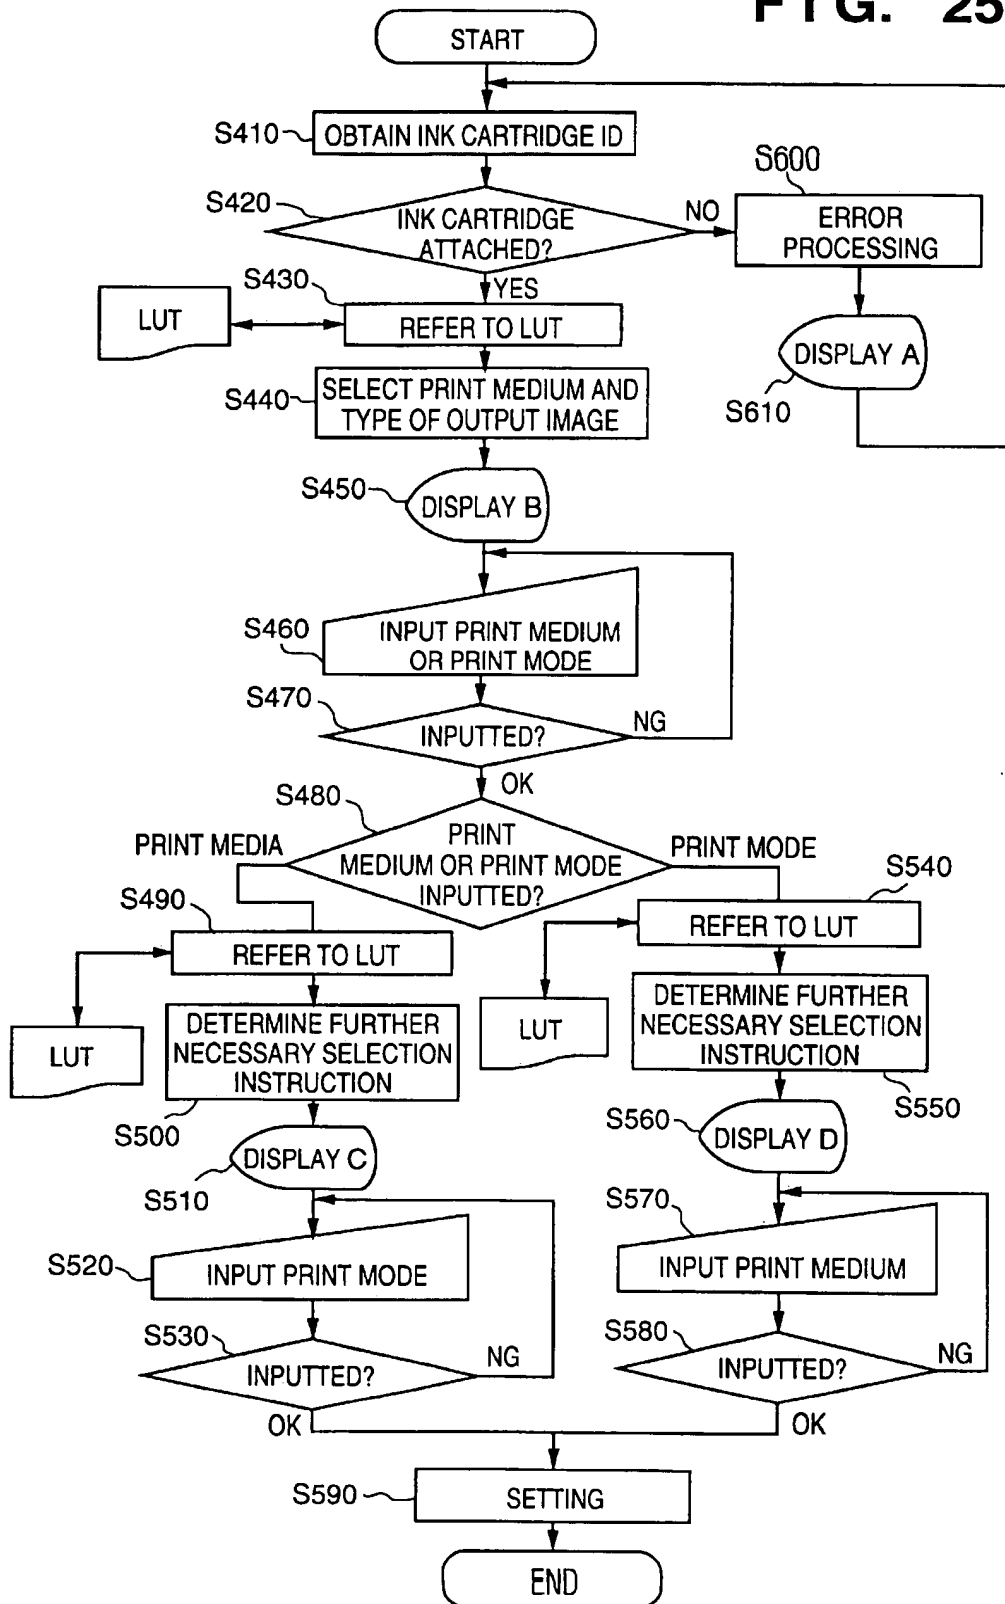 FIG. 25
START
S410
OBTAIN INK CARTRIDGE ID
S420
INK CARTRIDGE
ATTACHED?
NO
S600
ERROR
PROCESSING
YES
S430
LUT
REFER TO LUT
DISPLAY A
S610
S440
SELECT PRINT MEDIUM AND
TYPE OF OUTPUT IMAGE
S450
DISPLAY B
S460
INPUT PRINT MEDIUM
OR PRINT MODE
S470
INPUTTED?
NG
OK
S480
PRINT
MEDIUM OR PRINT MODE
INPUTTED?
PRINT MEDIA
PRINT MODE
S490
REFER TO LUT
LUT
DETERMINE FURTHER
NECESSARY SELECTION
INSTRUCTION
S500
DISPLAY C
S510
S520
INPUT PRINT MODE
S530
INPUTTED?
NG
OK
S540
REFER TO LUT
LUT
DETERMINE FURTHER
NECESSARY SELECTION
INSTRUCTION
S550
S560
DISPLAY D
S570
INPUT PRINT MEDIUM
S580
INPUTTED?
NG
OK
S590
SETTING
END